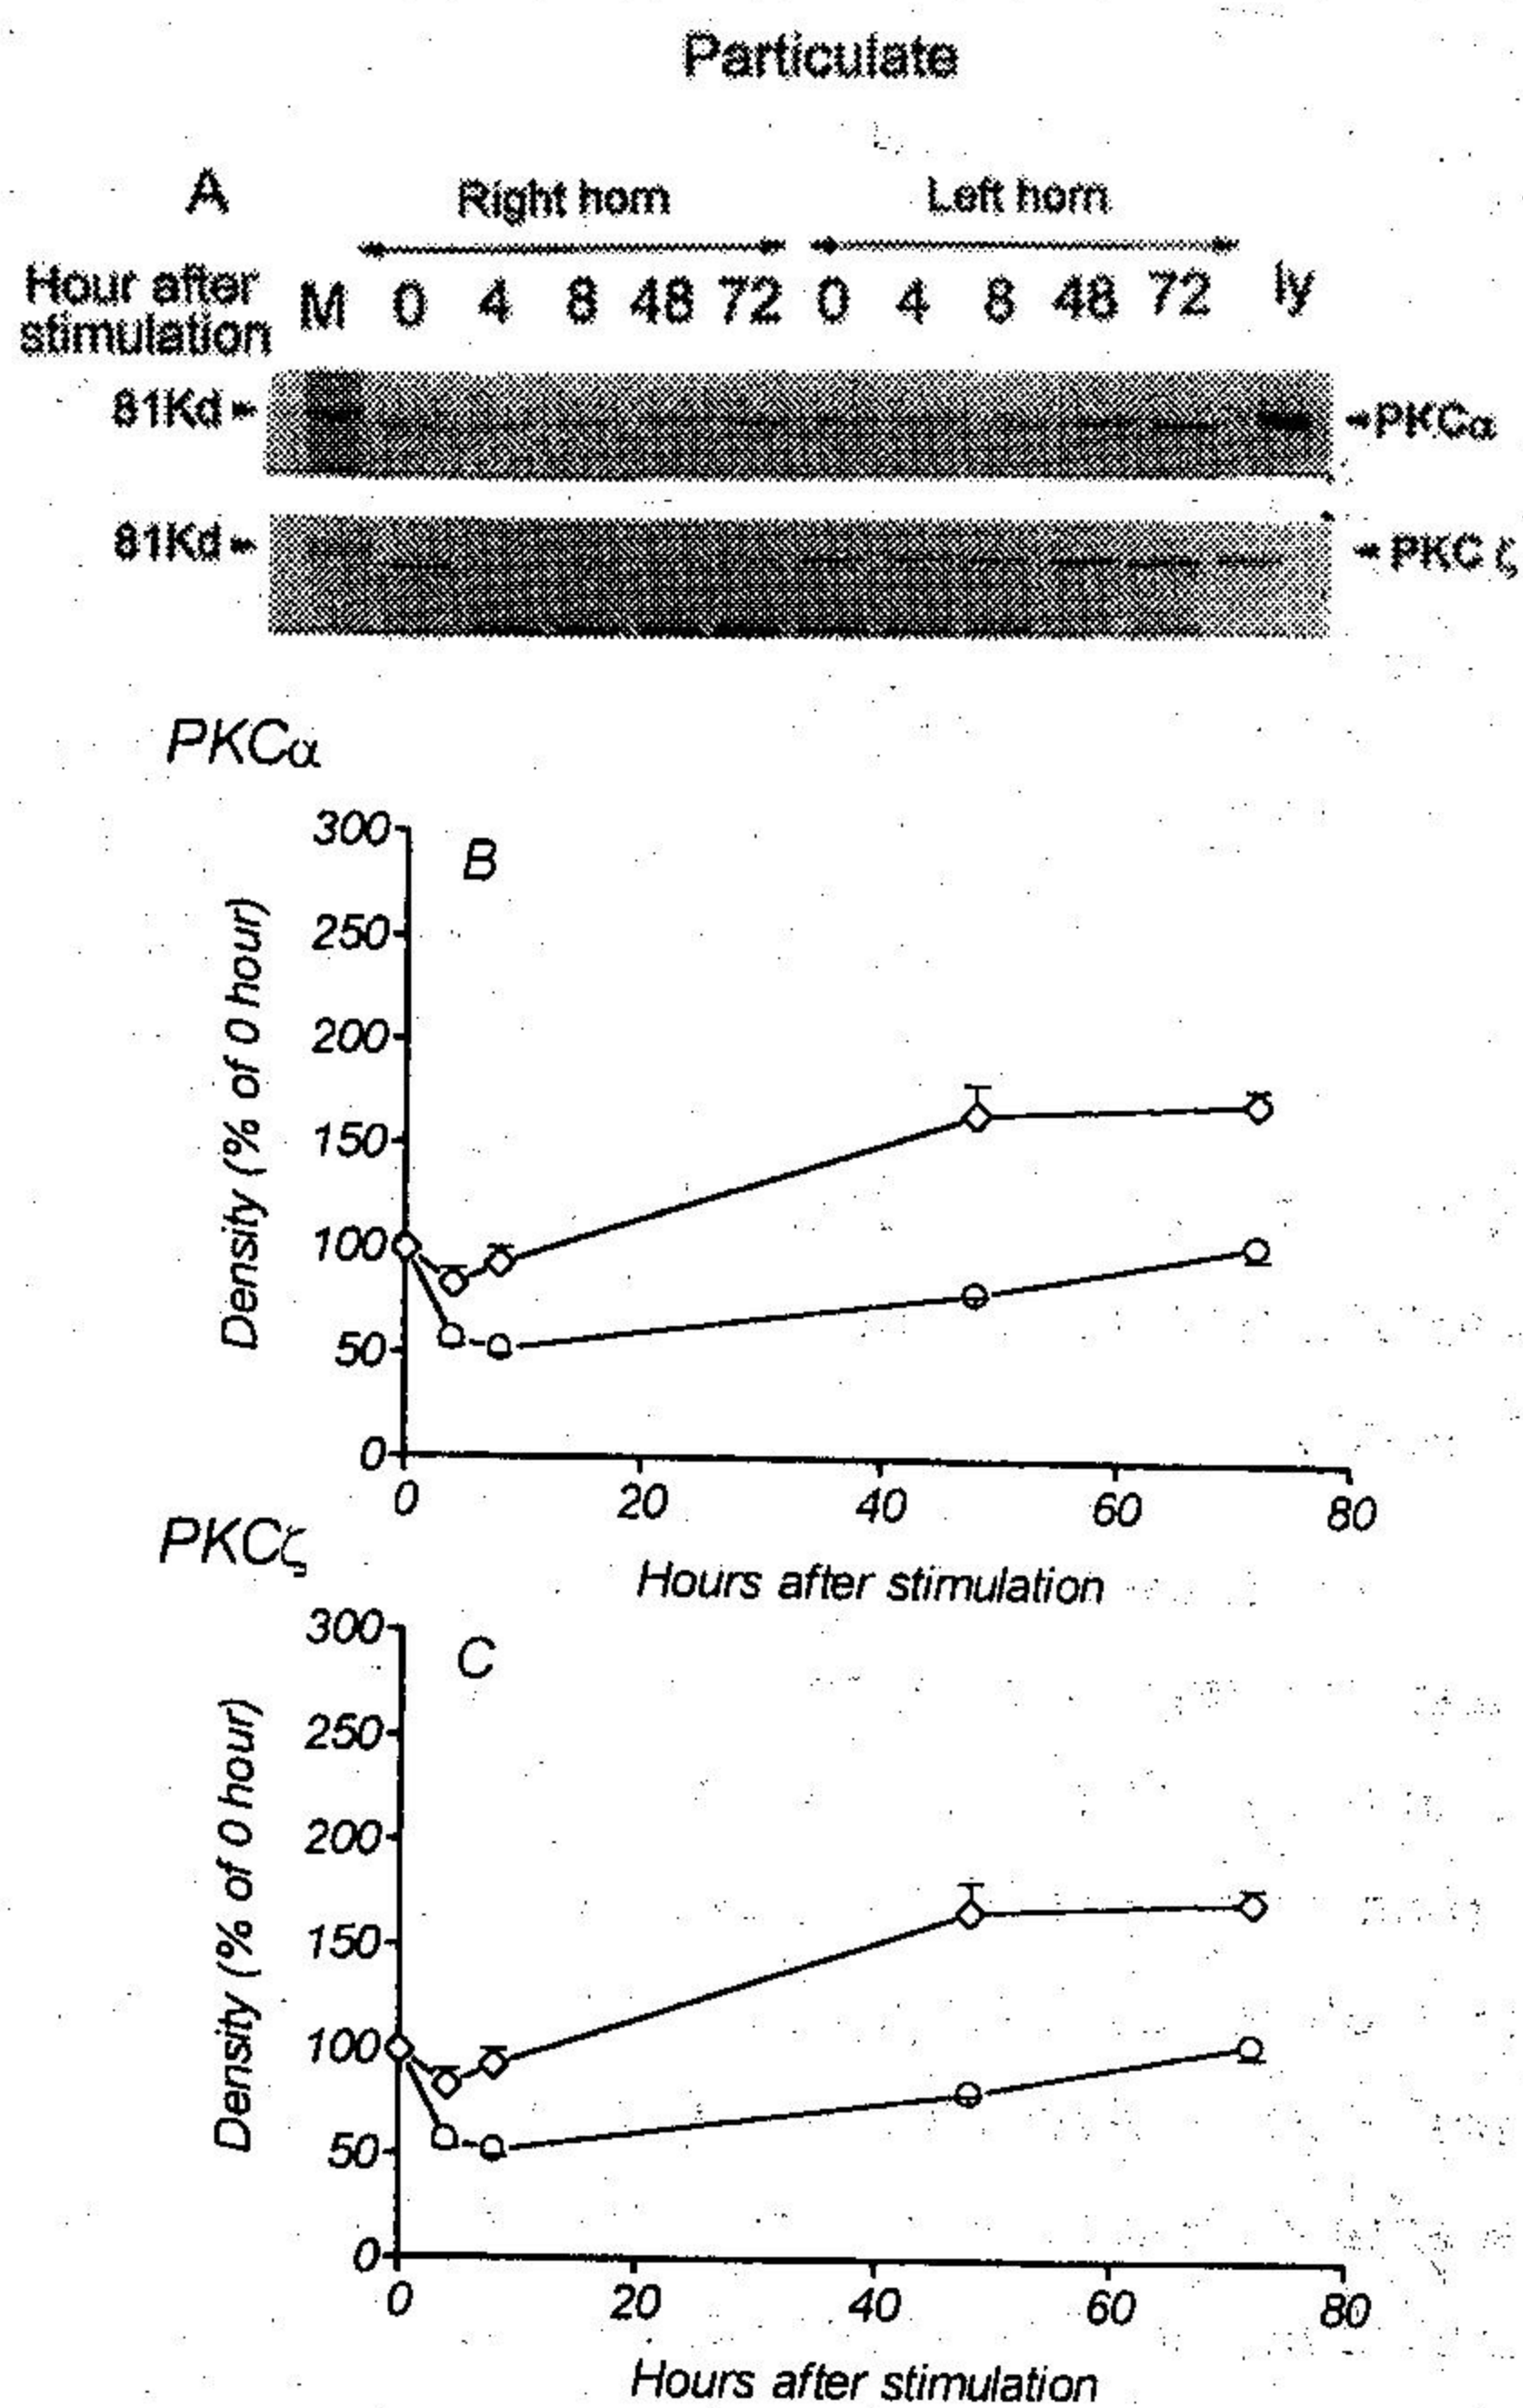 Particulate
A
Right horn
Left horn
Hour after
stimulation
M 0 4 8 48 72 0 4 8 48 72 ly
81Kd
PKCα
81Kd
PKC ζ
PKCα
B
300
250
200
150
100
50
0
Density (% of 0 hour)
0 20 40 60 80
Hours after stimulation
PKCζ
C
300
250
200
150
100
50
0
Density (% of 0 hour)
0 20 40 60 80
Hours after stimulation